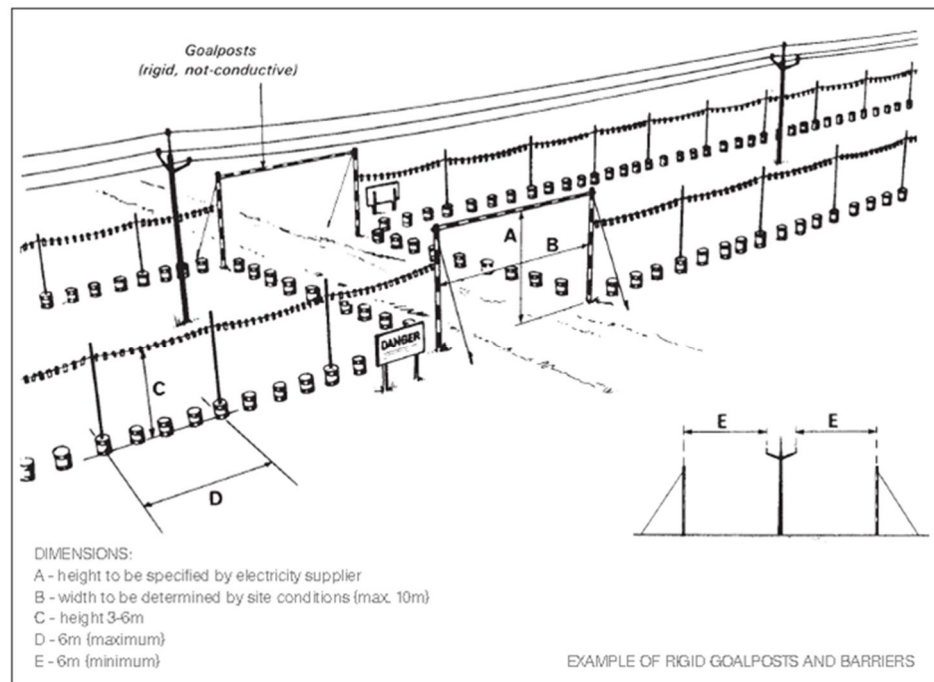 Goalposts
(rigid, not-conductive)
A
B
DANGER
C
D
E E
DIMENSIONS:
A - height to be specified by electricity supplier
B - width to be determined by site conditions (max. 10m)
C - height 3-6m
D - 6m (maximum)
E - 6m (minimum)
EXAMPLE OF RIGID GOALPOSTS AND BARRIERS